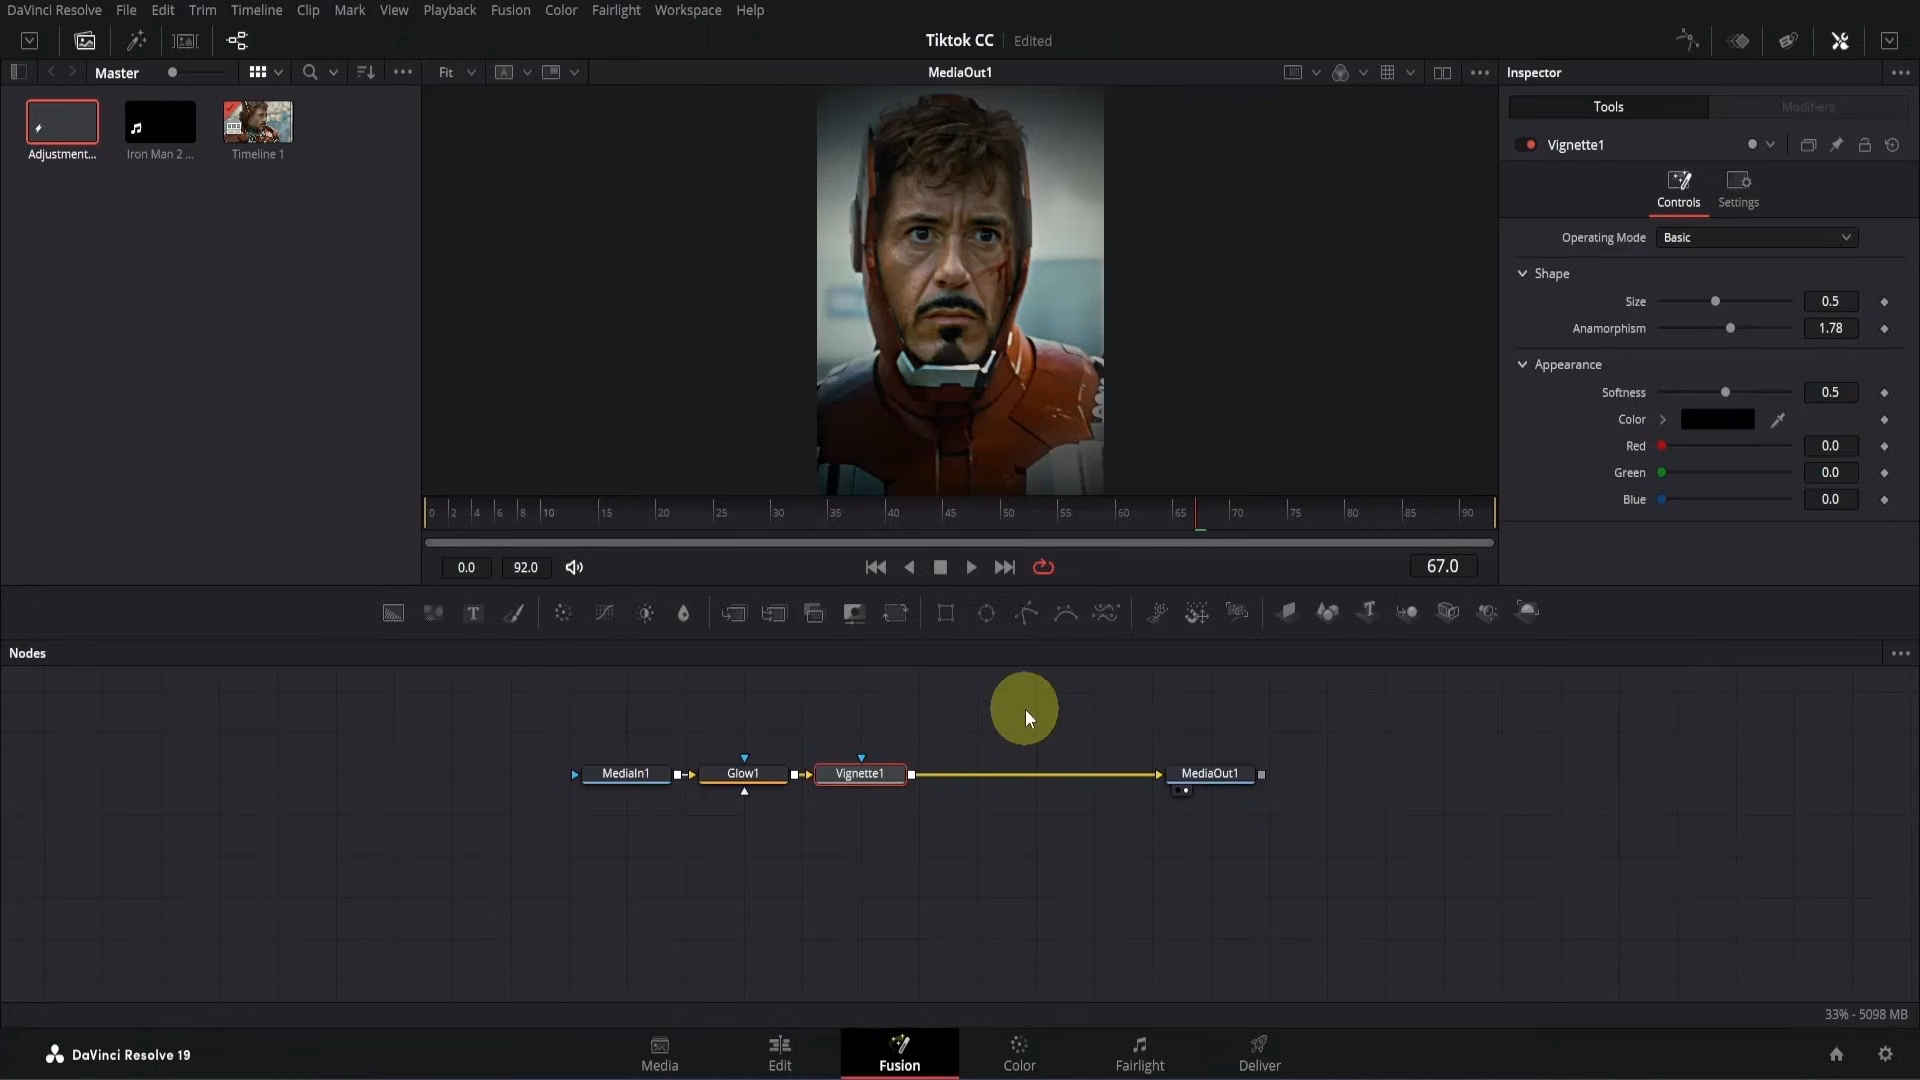 DaVinci Resolve File Edit Trim Timeline Clip Mark View Playback Fusion Color Fairlight Workspace Help
Tiktok CC Edited
Master Fit MediaOut1 Inspector
Tools Modifiers
Adjustment... Iron Man 2 ... Timeline 1
Vignette1
Controls Settings
Operating Mode Basic
Shape
Size 0.5
Anamorphism 1.78
Appearance
Softness 0.5
Color
Red 0.0
Green 0.0
Blue 0.0
0 2 4 6 8 10 15 20 25 30 35 40 45 50 55 60 65 70 75 80 85 90
0.0 92.0 67.0
Nodes
MediaIn1 Glow1 Vignette1 MediaOut1
33% - 5098 MB
DaVinci Resolve 19 Media Edit Fusion Color Fairlight Deliver